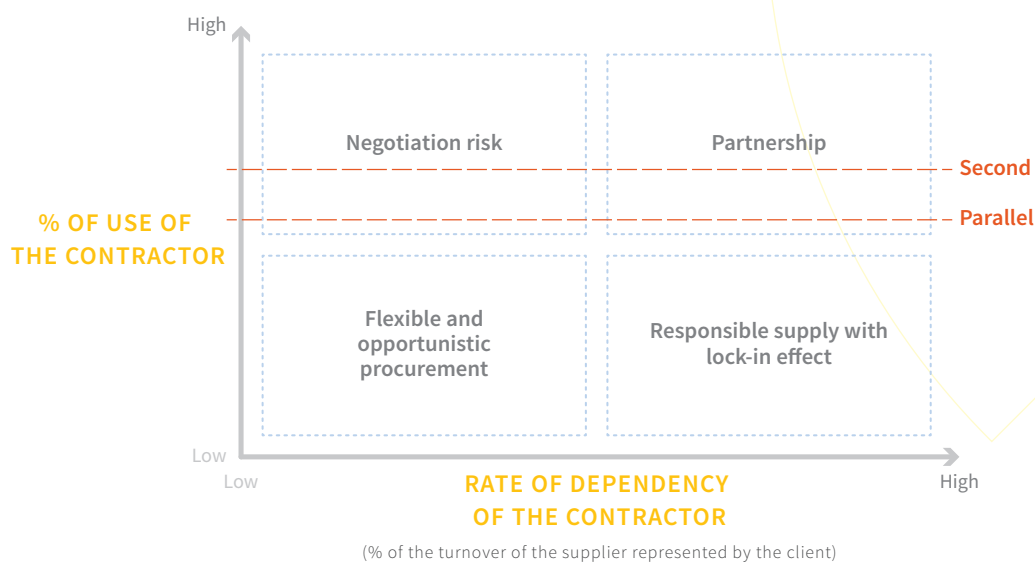 High
Negotiation risk
Partnership
Second
Parallel
% OF USE OF
THE CONTRACTOR
Flexible and
opportunistic
procurement
Responsible supply with
lock-in effect
Low
Low
RATE OF DEPENDENCY
OF THE CONTRACTOR
High
(% of the turnover of the supplier represented by the client)